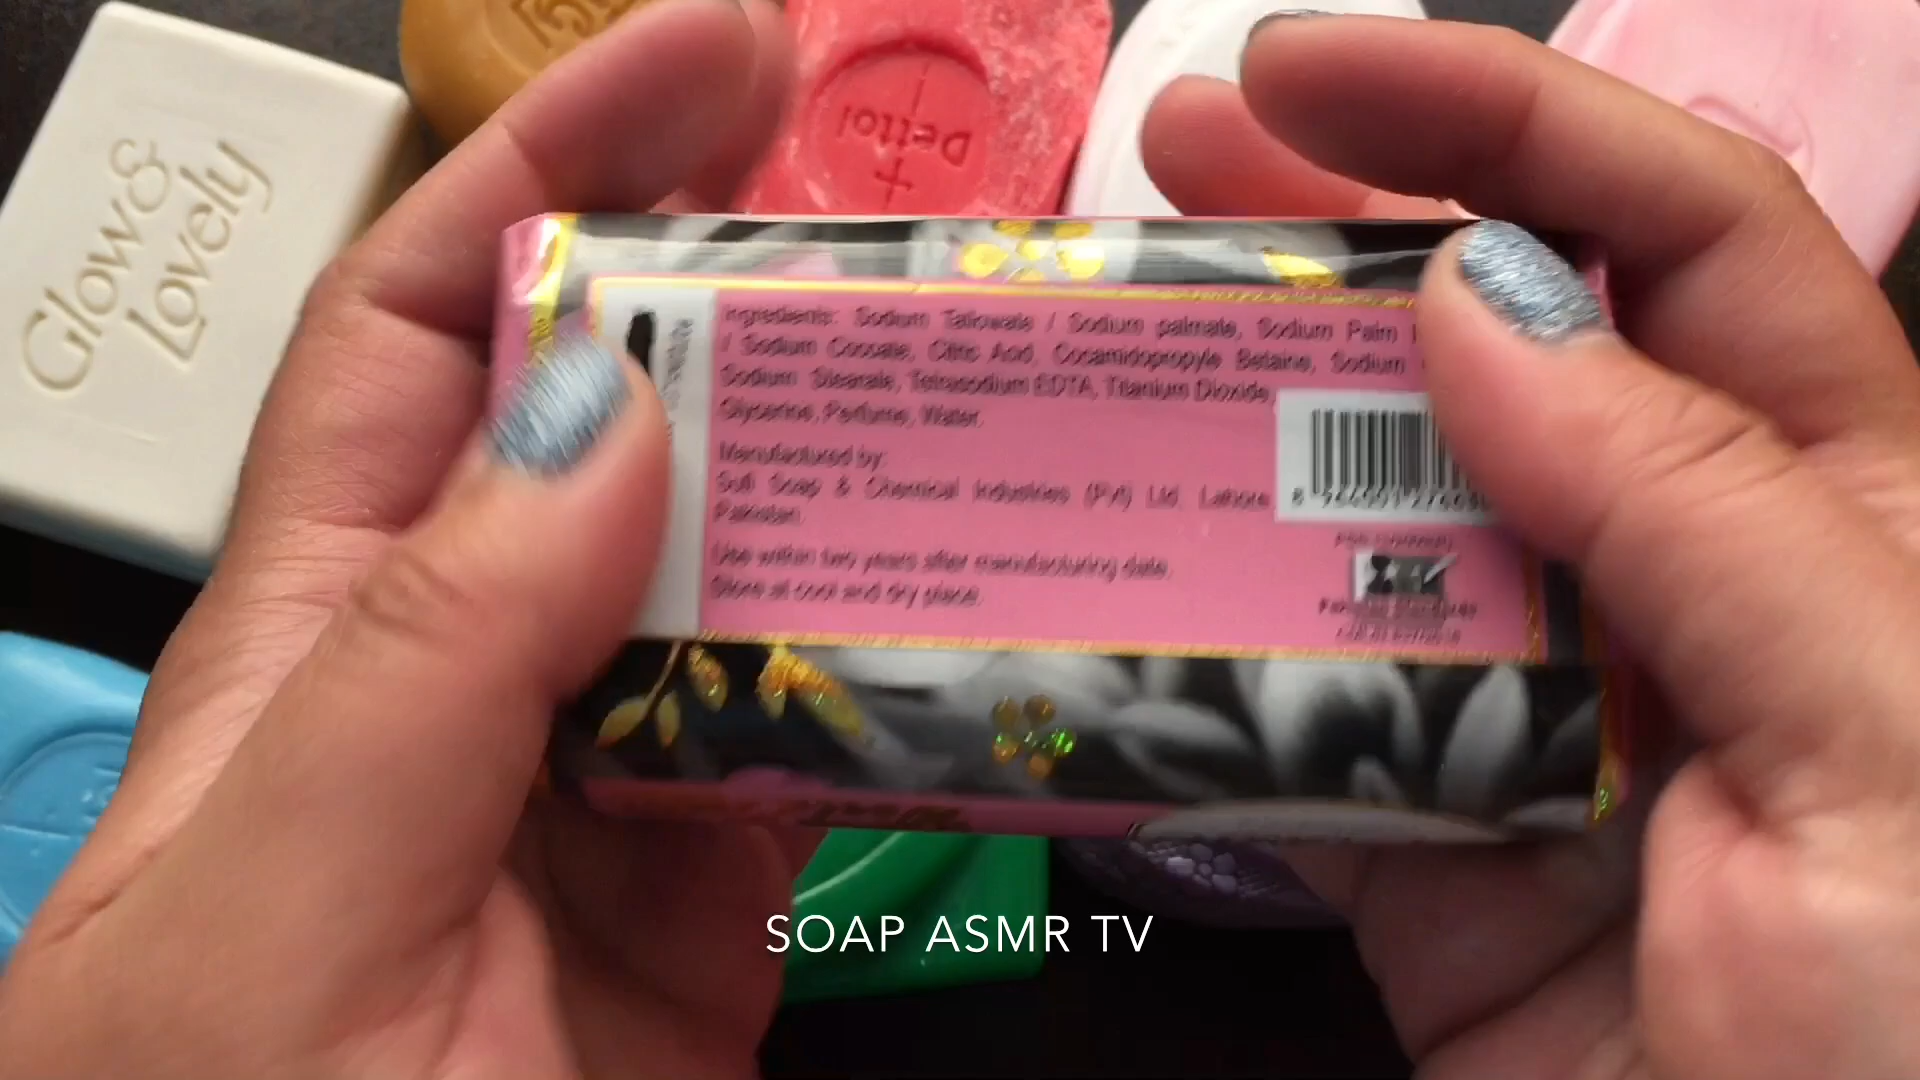 Glow &
Lovely
Dettol
Ingredients: Sodium Tallowate / Sodium palmate, Sodium Palm
/ Sodium Cocoate, Citric Acid, Cocamidopropyle Betaine, Sodium
Sodium Stearate, Tetrasodium EDTA, Titanium Dioxide,
Glycerine, Perfume, Water.
Manufactured by:
Sufi Soap & Chemical Industries (Pvt) Ltd. Lahore
Pakistan.
Use within two years after manufacturing date.
Store at cool and dry place.
Pakistan Standards
SOAP ASMR TV